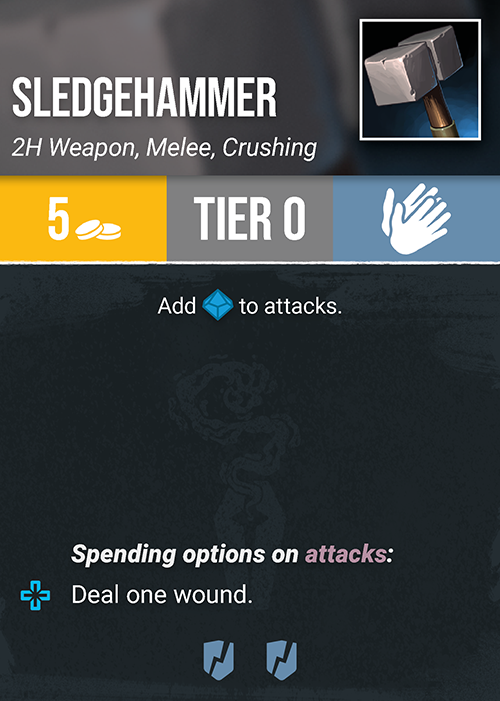 SLEDGEHAMMER
2H Weapon, Melee, Crushing
5
TIER 0
Add to attacks.
Spending options on attacks:
Deal one wound.